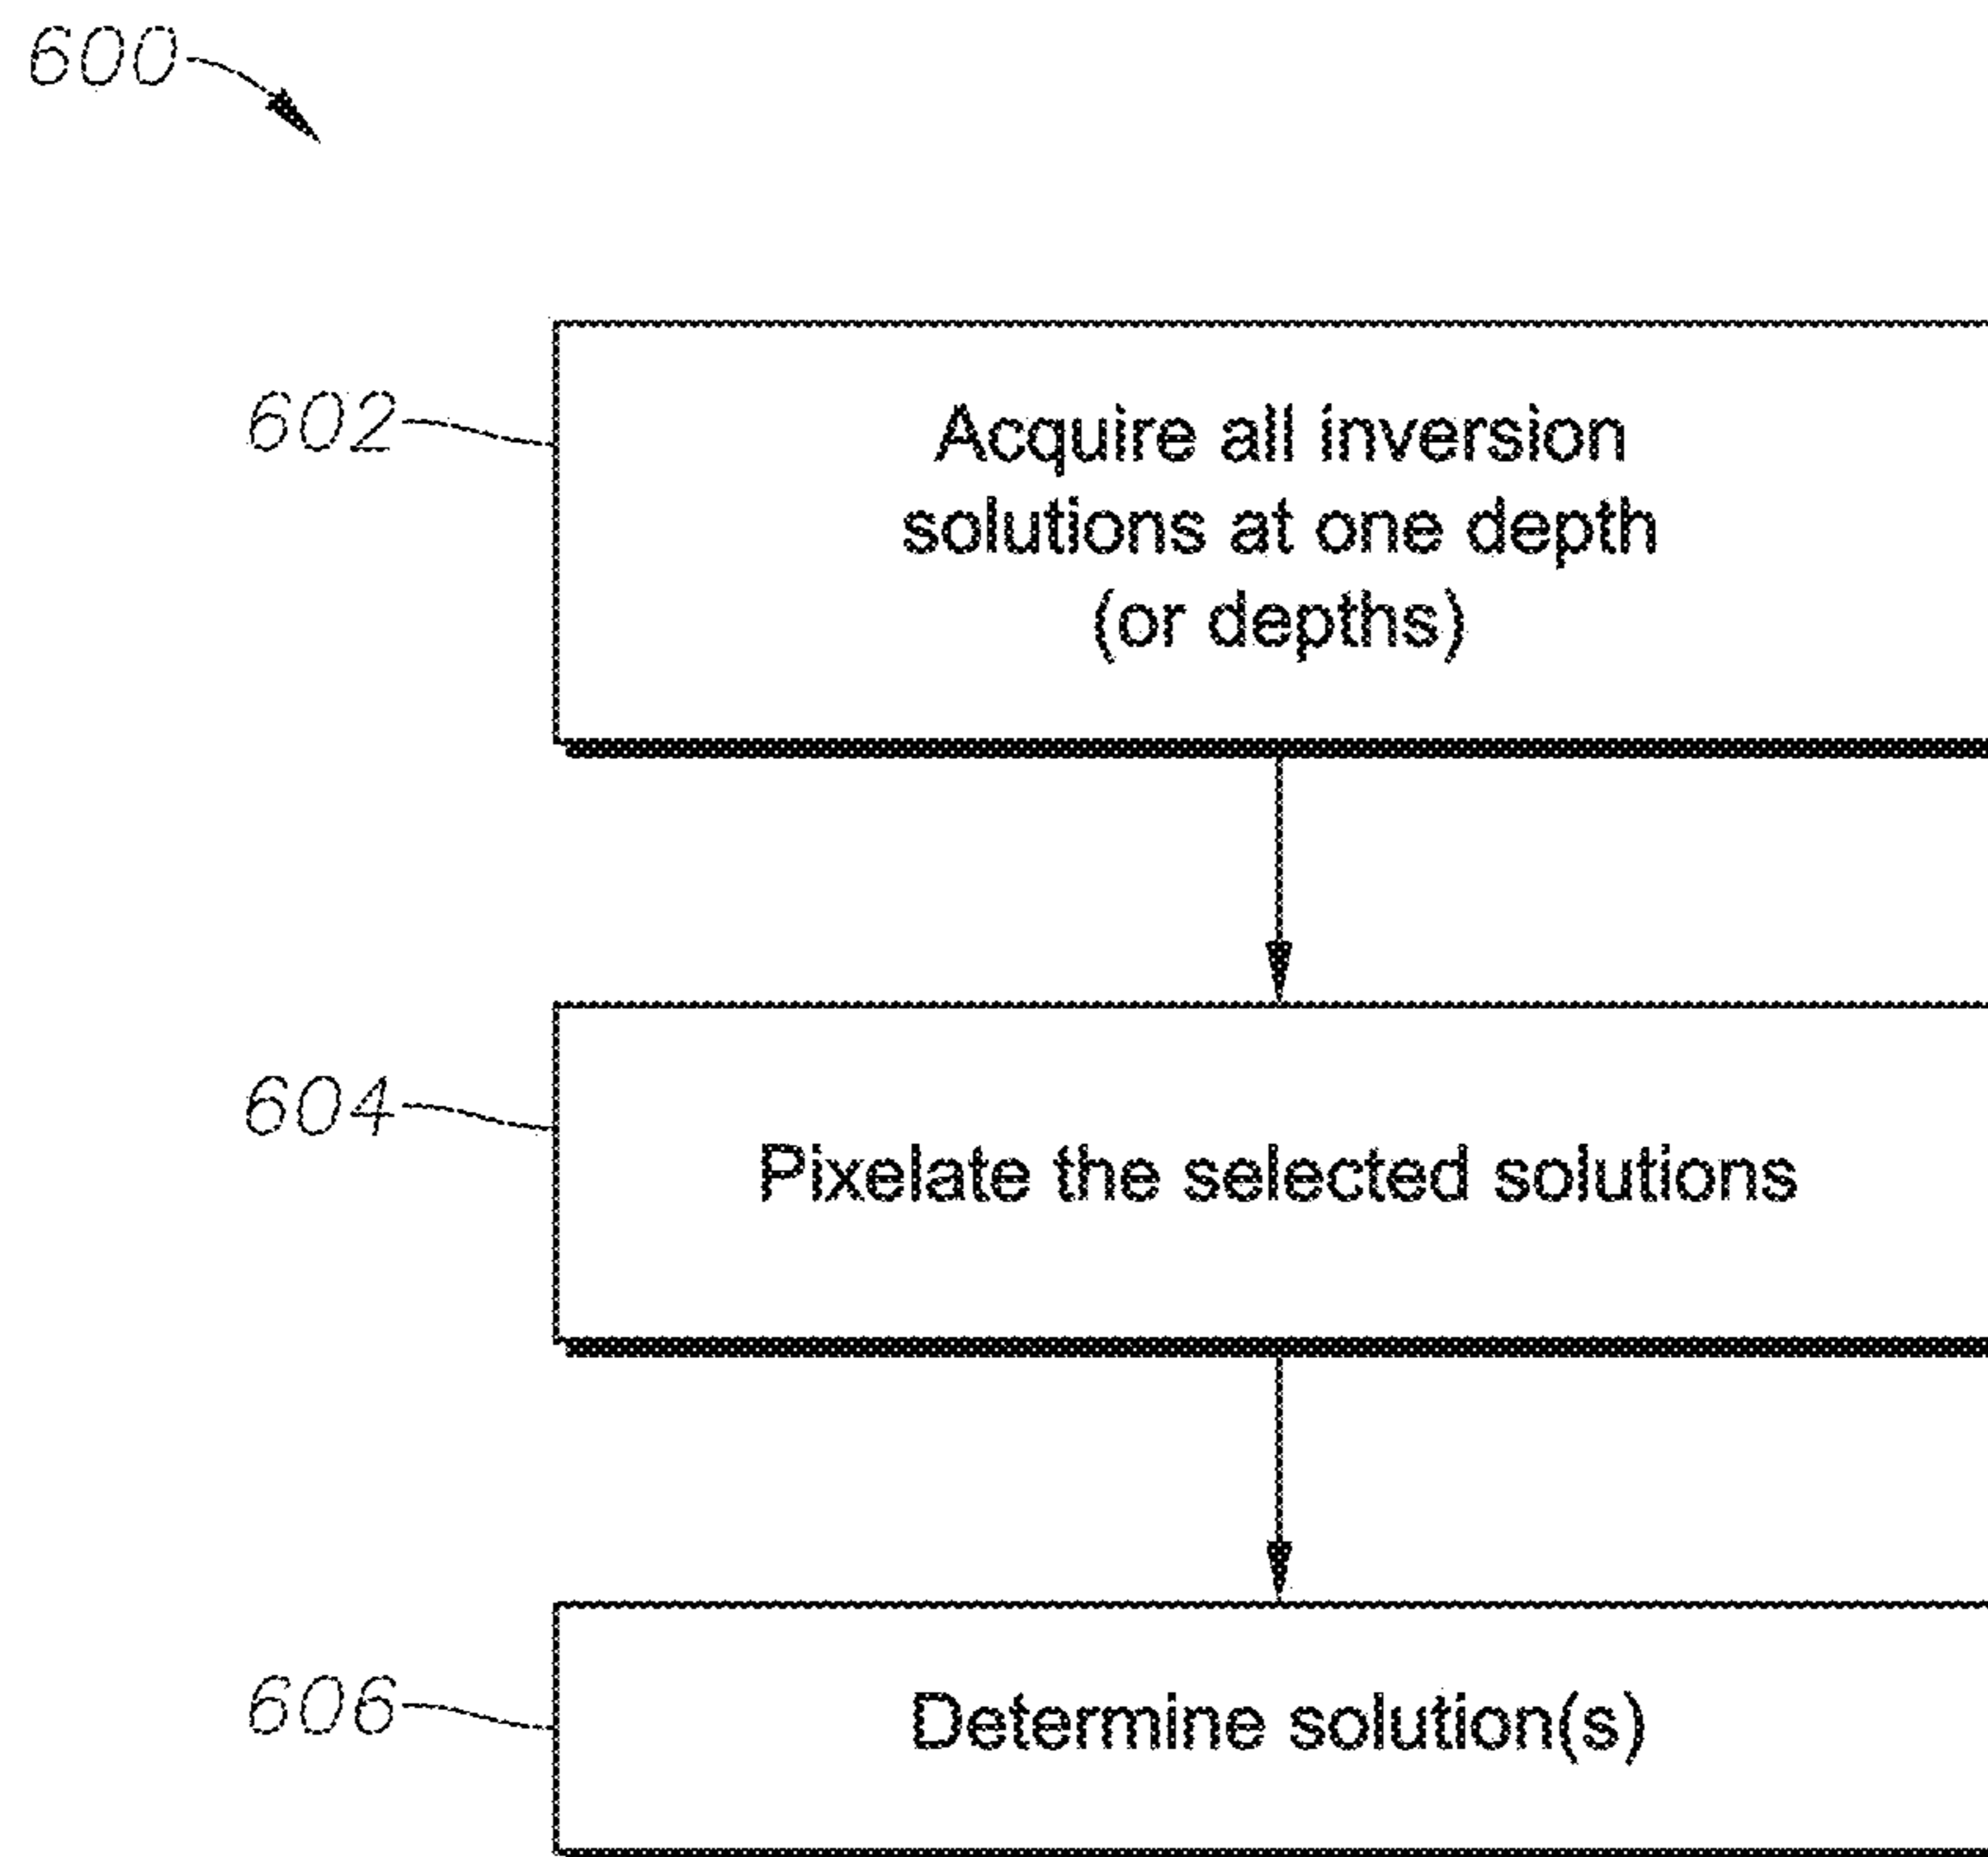 600
602
Acquire all inversion
solutions at one depth
(or depths)
604
Pixelate the selected solutions
606
Determine solution(s)